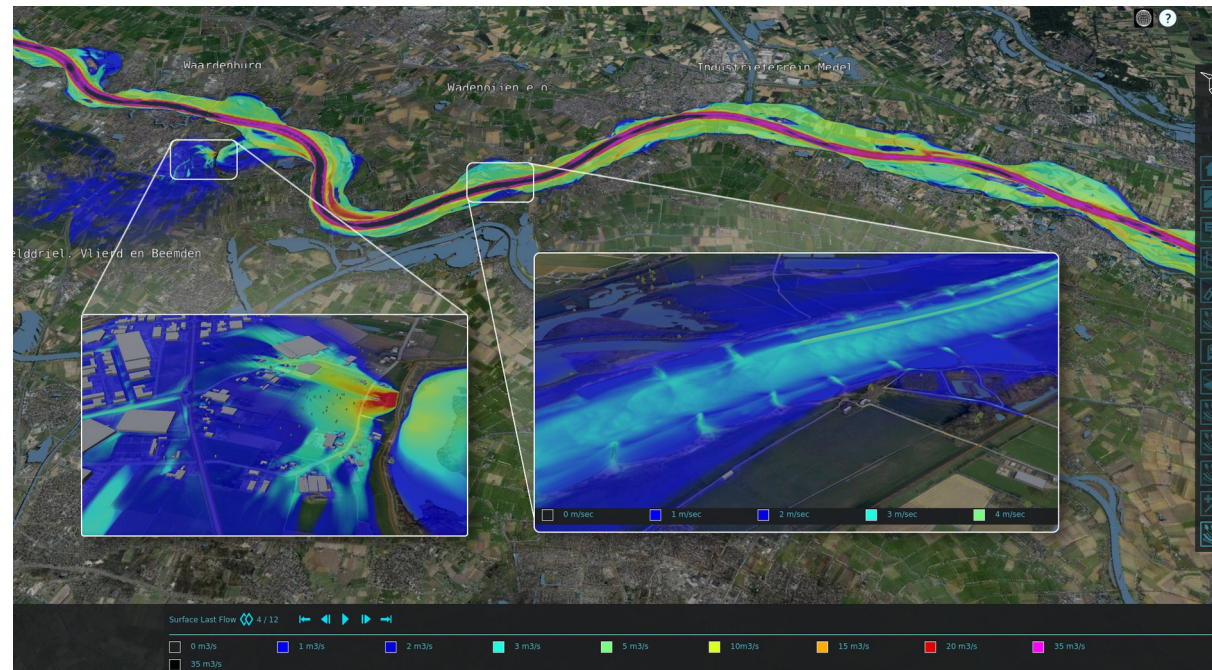 ?
Waardenburg
Industrieterrein Medel
Wadenoijen e.o.
elddriel. Vlierd en Beemden
0 m/sec 1 m/sec 2 m/sec 3 m/sec 4 m/sec
Surface Last Flow 4 / 12
0 m3/s 1 m3/s 2 m3/s 3 m3/s 5 m3/s 10m3/s 15 m3/s 20 m3/s 35 m3/s
35 m3/s